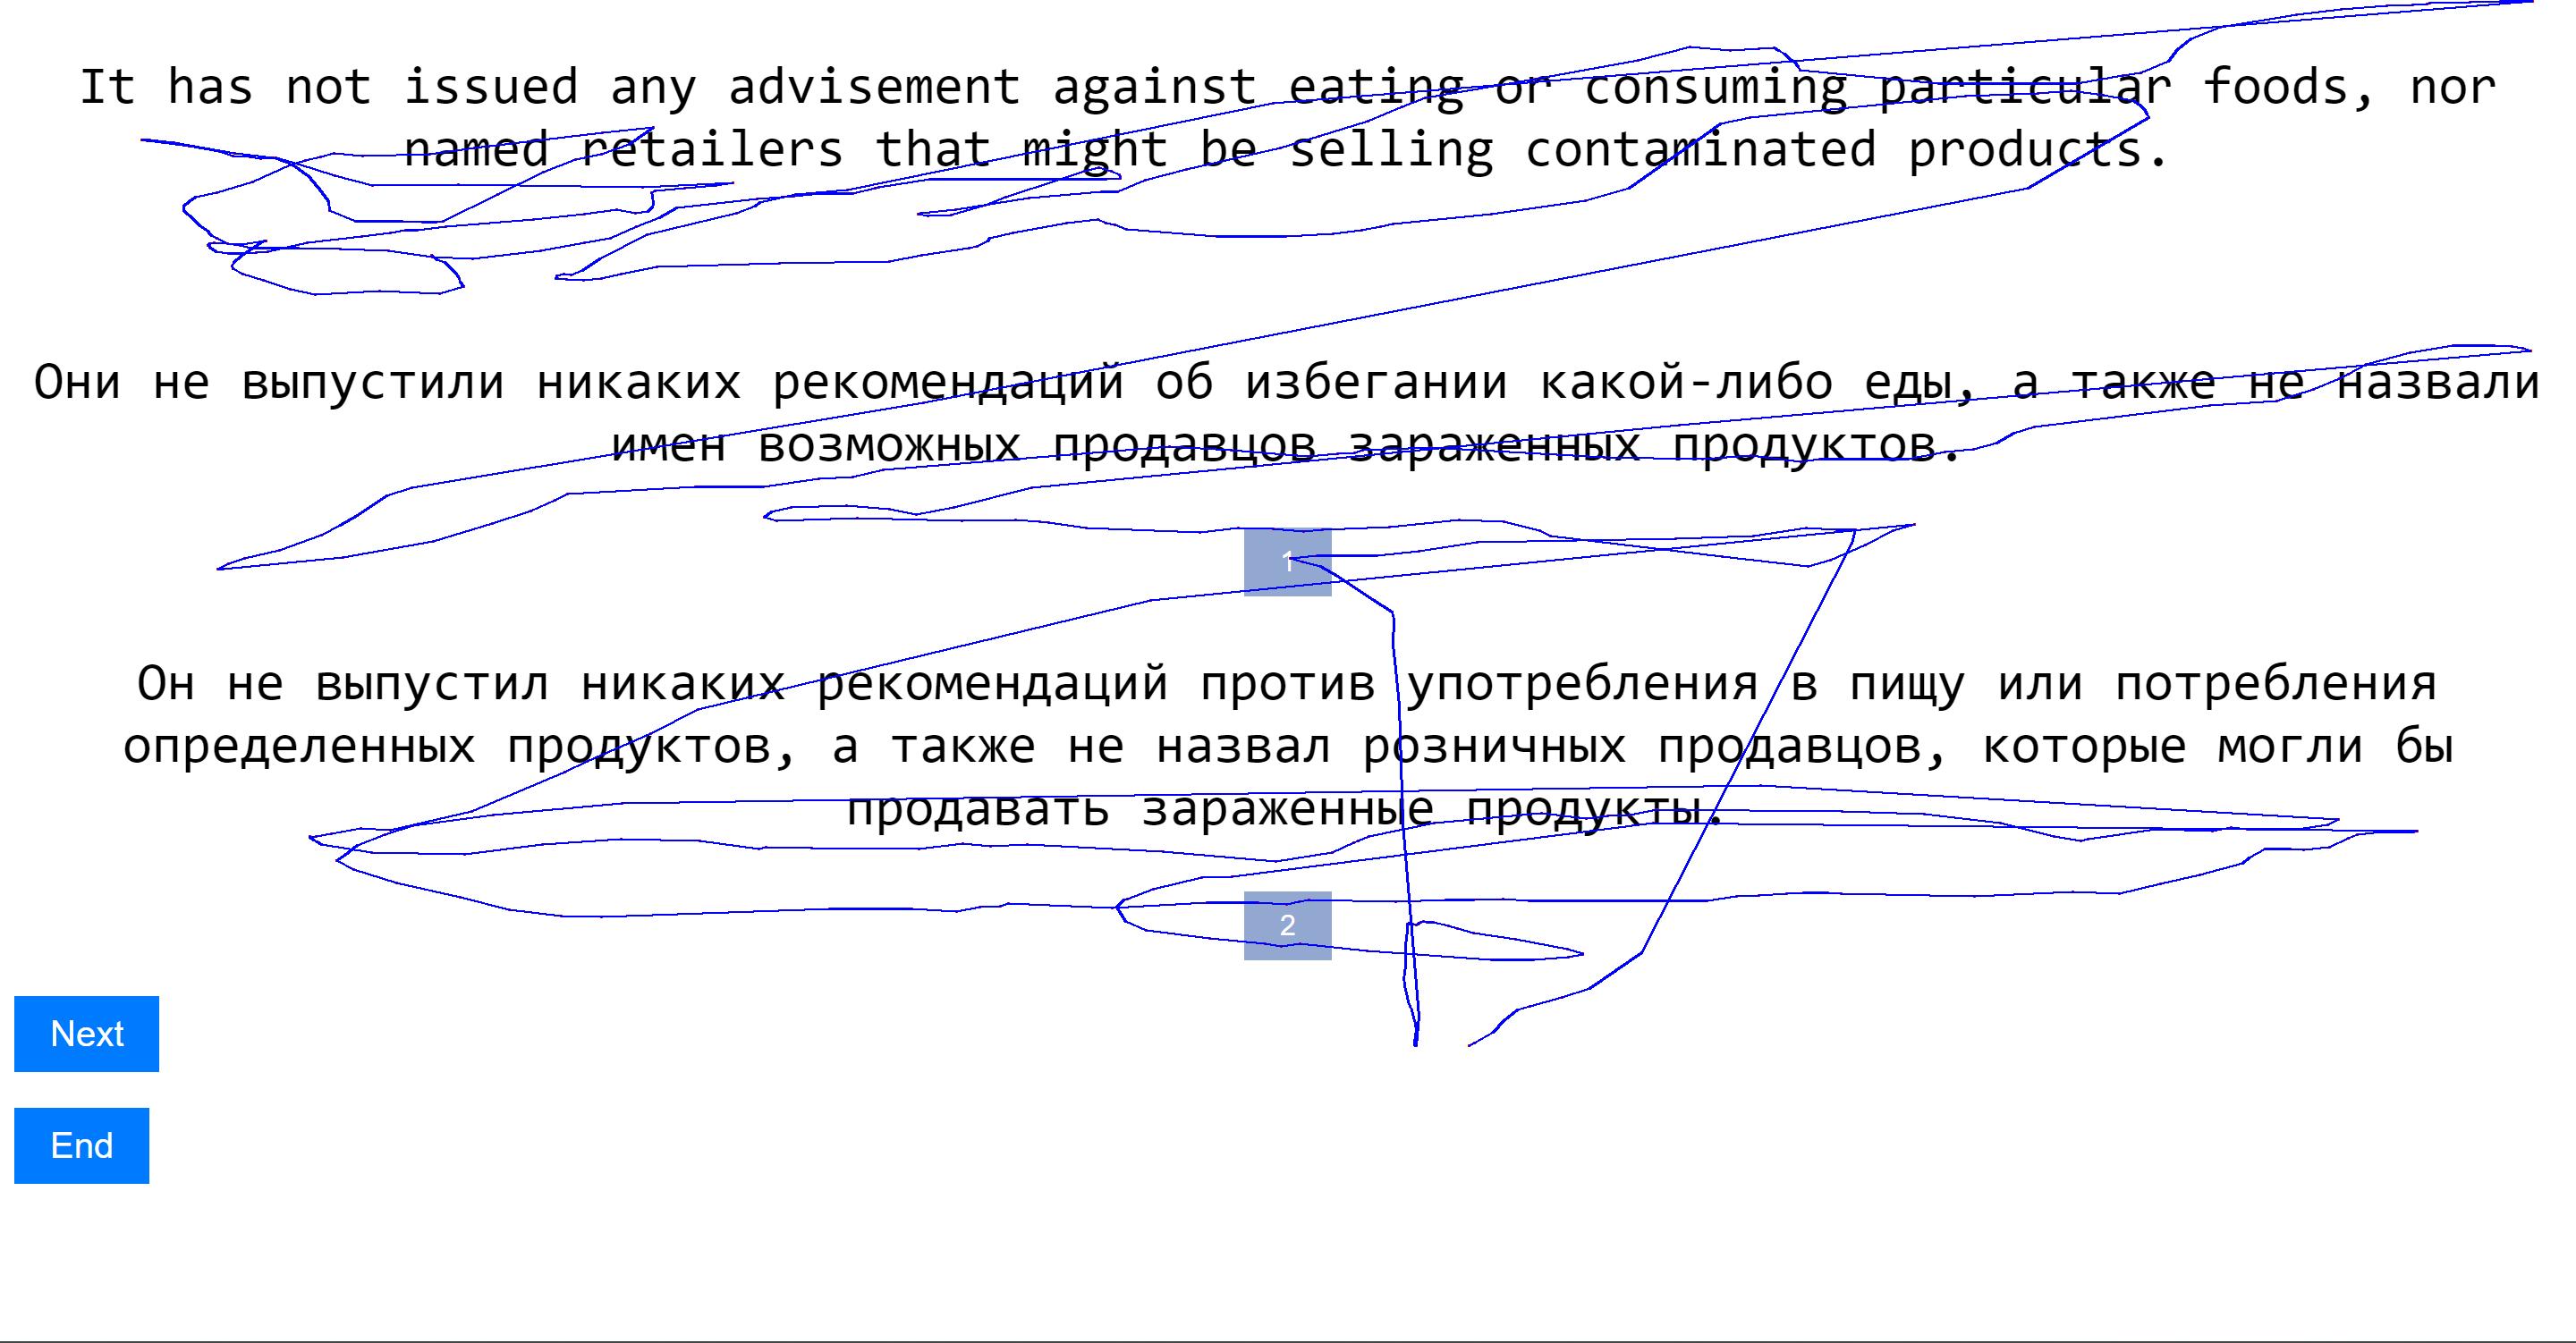 It has not issued any advisement against eating or consuming particular foods, nor
named retailers that might be selling contaminated products.
Они не выпустили никаких рекомендаций об избегании какой-либо еды, а также не назвали
имен возможных продавцов зараженных продуктов.
1
Он не выпустил никаких рекомендаций против употребления в пищу или потребления
определенных продуктов, а также не назвал розничных продавцов, которые могли бы
продавать зараженные продукты.
2
Next
End